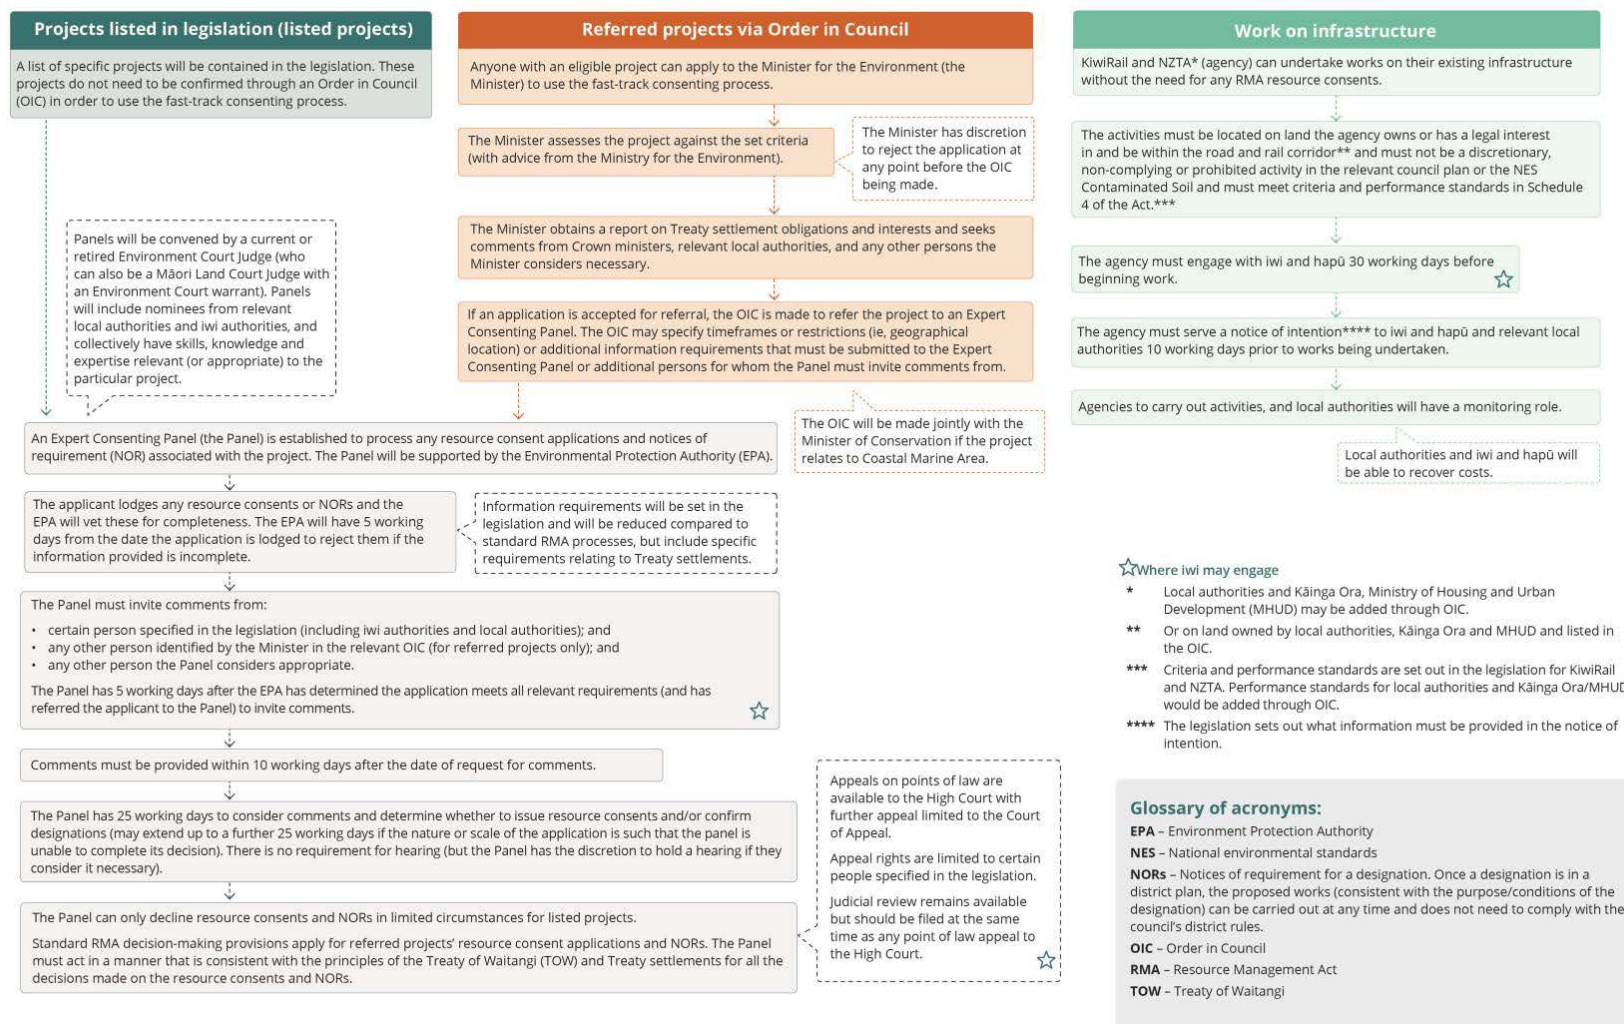 Projects listed in legislation (listed projects)
A list of specific projects will be contained in the legislation. These
projects do not need to be confirmed through an Order in Council
(OIC) in order to use the fast-track consenting process.
Panels will be convened by a current or
retired Environment Court Judge (who
can also be a Māori Land Court Judge with
an Environment Court warrant). Panels
will include nominees from relevant
local authorities and iwi authorities, and
collectively have skills, knowledge and
expertise relevant (or appropriate) to the
particular project.
Referred projects via Order in Council
Anyone with an eligible project can apply to the Minister for the Environment (the
Minister) to use the fast-track consenting process.
The Minister assesses the project against the set criteria
(with advice from the Ministry for the Environment).
The Minister has discretion
to reject the application at
any point before the OIC
being made.
The Minister obtains a report on Treaty settlement obligations and interests and seeks
comments from Crown ministers, relevant local authorities, and any other persons the
Minister considers necessary.
If an application is accepted for referral, the OIC is made to refer the project to an Expert
Consenting Panel. The OIC may specify timeframes or restrictions (ie, geographical
location) or additional information requirements that must be submitted to the Expert
Consenting Panel or additional persons for whom the Panel must invite comments from.
The OIC will be made jointly with the
Minister of Conservation if the project
relates to Coastal Marine Area.
An Expert Consenting Panel (the Panel) is established to process any resource consent applications and notices of
requirement (NOR) associated with the project. The Panel will be supported by the Environmental Protection Authority (EPA).
The applicant lodges any resource consents or NORs and the
EPA will vet these for completeness. The EPA will have 5 working
days from the date the application is lodged to reject them if the
information provided is incomplete.
Information requirements will be set in the
legislation and will be reduced compared to
standard RMA processes, but include specific
requirements relating to Treaty settlements.
The Panel must invite comments from:
• certain person specified in the legislation (including iwi authorities and local authorities); and
• any other person identified by the Minister in the relevant OIC (for referred projects only); and
• any other person the Panel considers appropriate.
The Panel has 5 working days after the EPA has determined the application meets all relevant requirements (and has
referred the applicant to the Panel) to invite comments.
Comments must be provided within 10 working days after the date of request for comments.
The Panel has 25 working days to consider comments and determine whether to issue resource consents and/or confirm
designations (may extend up to a further 25 working days if the nature or scale of the application is such that the panel is
unable to complete its decision). There is no requirement for hearing (but the Panel has the discretion to hold a hearing if they
consider it necessary).
The Panel can only decline resource consents and NORs in limited circumstances for listed projects.
Standard RMA decision-making provisions apply for referred projects' resource consent applications and NORs. The Panel
must act in a manner that is consistent with the principles of the Treaty of Waitangi (TOW) and Treaty settlements for all the
decisions made on the resource consents and NORs.
Appeals on points of law are
available to the High Court with
further appeal limited to the Court
of Appeal.
Appeal rights are limited to certain
people specified in the legislation.
Judicial review remains available
but should be filed at the same
time as any point of law appeal to
the High Court.
Work on infrastructure
KiwiRail and NZTA* (agency) can undertake works on their existing infrastructure
without the need for any RMA resource consents.
The activities must be located on land the agency owns or has a legal interest
in and be within the road and rail corridor** and must not be a discretionary,
non-complying or prohibited activity in the relevant council plan or the NES
Contaminated Soil and must meet criteria and performance standards in Schedule
4 of the Act.***
The agency must engage with iwi and hapū 30 working days before
beginning work.
The agency must serve a notice of intention**** to iwi and hapū and relevant local
authorities 10 working days prior to works being undertaken.
Agencies to carry out activities, and local authorities will have a monitoring role.
Local authorities and iwi and hapū will
be able to recover costs.
Where iwi may engage
* Local authorities and Kāinga Ora, Ministry of Housing and Urban
Development (MHUD) may be added through OIC.
** Or on land owned by local authorities, Kāinga Ora and MHUD and listed in
the OIC.
*** Criteria and performance standards are set out in the legislation for KiwiRail
and NZTA. Performance standards for local authorities and Kāinga Ora/MHUD
would be added through OIC.
**** The legislation sets out what information must be provided in the notice of
intention.
Glossary of acronyms:
EPA – Environment Protection Authority
NES – National environmental standards
NORs – Notices of requirement for a designation. Once a designation is in a
district plan, the proposed works (consistent with the purpose/conditions of the
designation) can be carried out at any time and does not need to comply with the
council's district rules.
OIC – Order in Council
RMA – Resource Management Act
TOW – Treaty of Waitangi